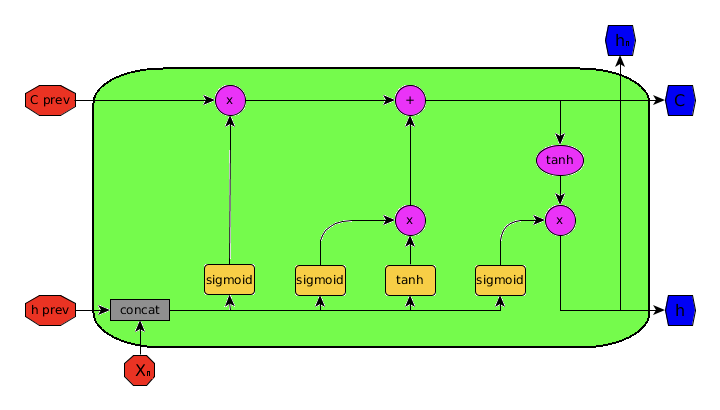 hₙ
C prev
x
+
C
tanh
x
x
sigmoid
sigmoid
tanh
sigmoid
h prev
concat
h
Xₙ